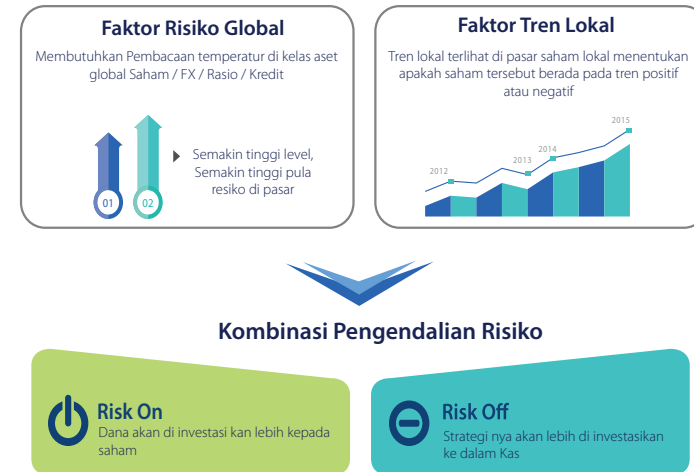 Faktor Risiko Global
Membutuhkan Pembacaan temperatur di kelas aset
global Saham / FX / Rasio / Kredit
01
02
Semakin tinggi level,
Semakin tinggi pula
resiko di pasar
Faktor Tren Lokal
Tren lokal terlihat di pasar saham lokal menentukan
apakah saham tersebut berada pada tren positif
atau negatif
2012
2013
2014
2015
Kombinasi Pengendalian Risiko
Risk On
Dana akan di investasi kan lebih kepada
saham
Risk Off
Strategi nya akan lebih di investasikan
ke dalam Kas